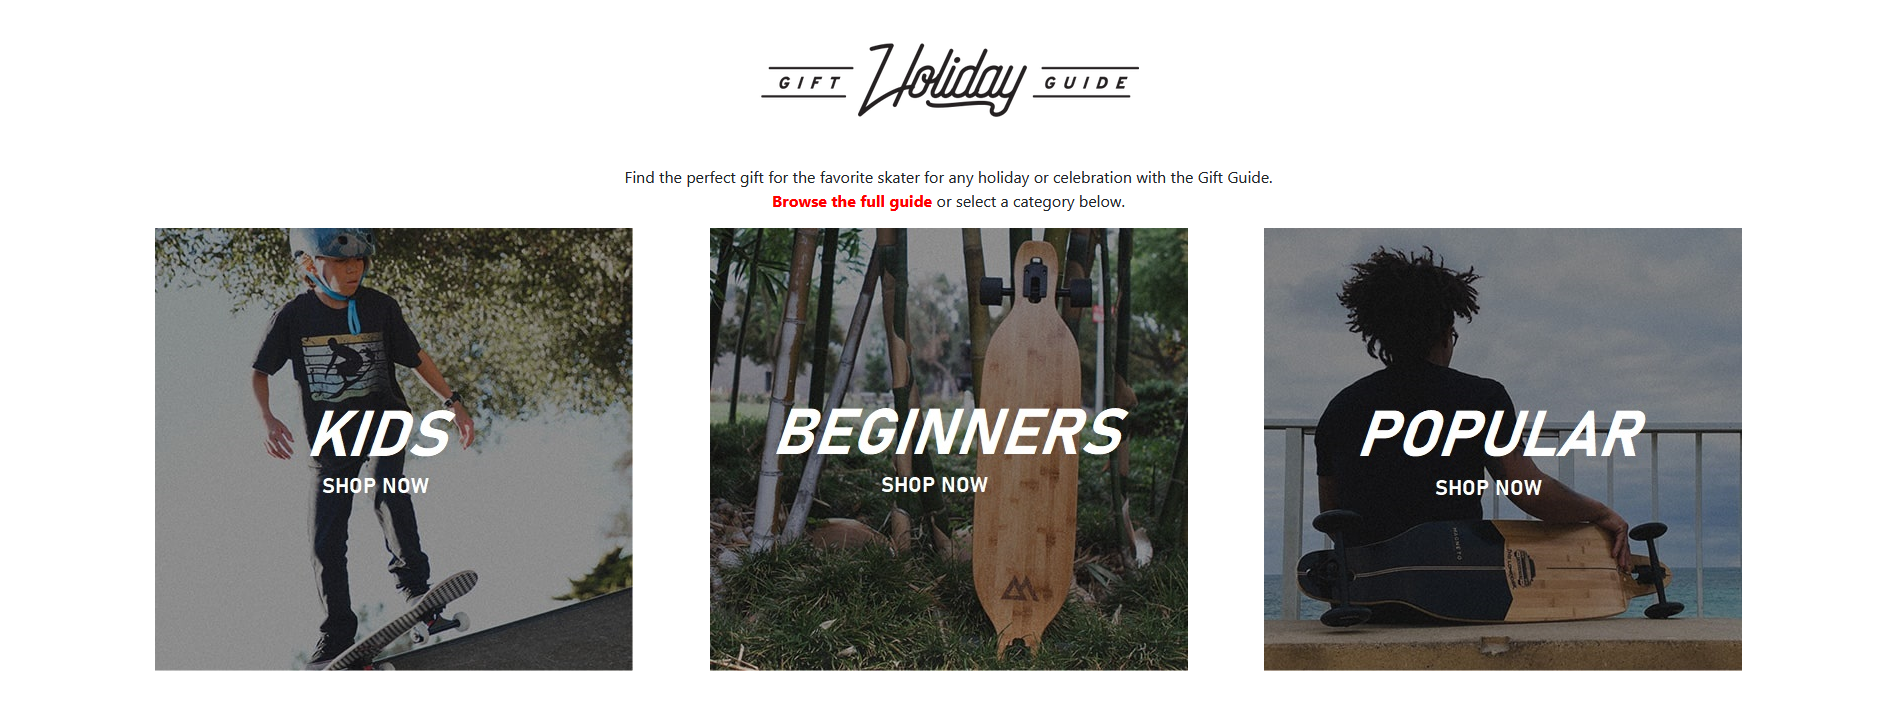 GIFT Holiday GUIDE
Find the perfect gift for the favorite skater for any holiday or celebration with the Gift Guide.
Browse the full guide or select a category below.
KIDS
SHOP NOW
BEGINNERS
SHOP NOW
POPULAR
SHOP NOW
MAGNETO